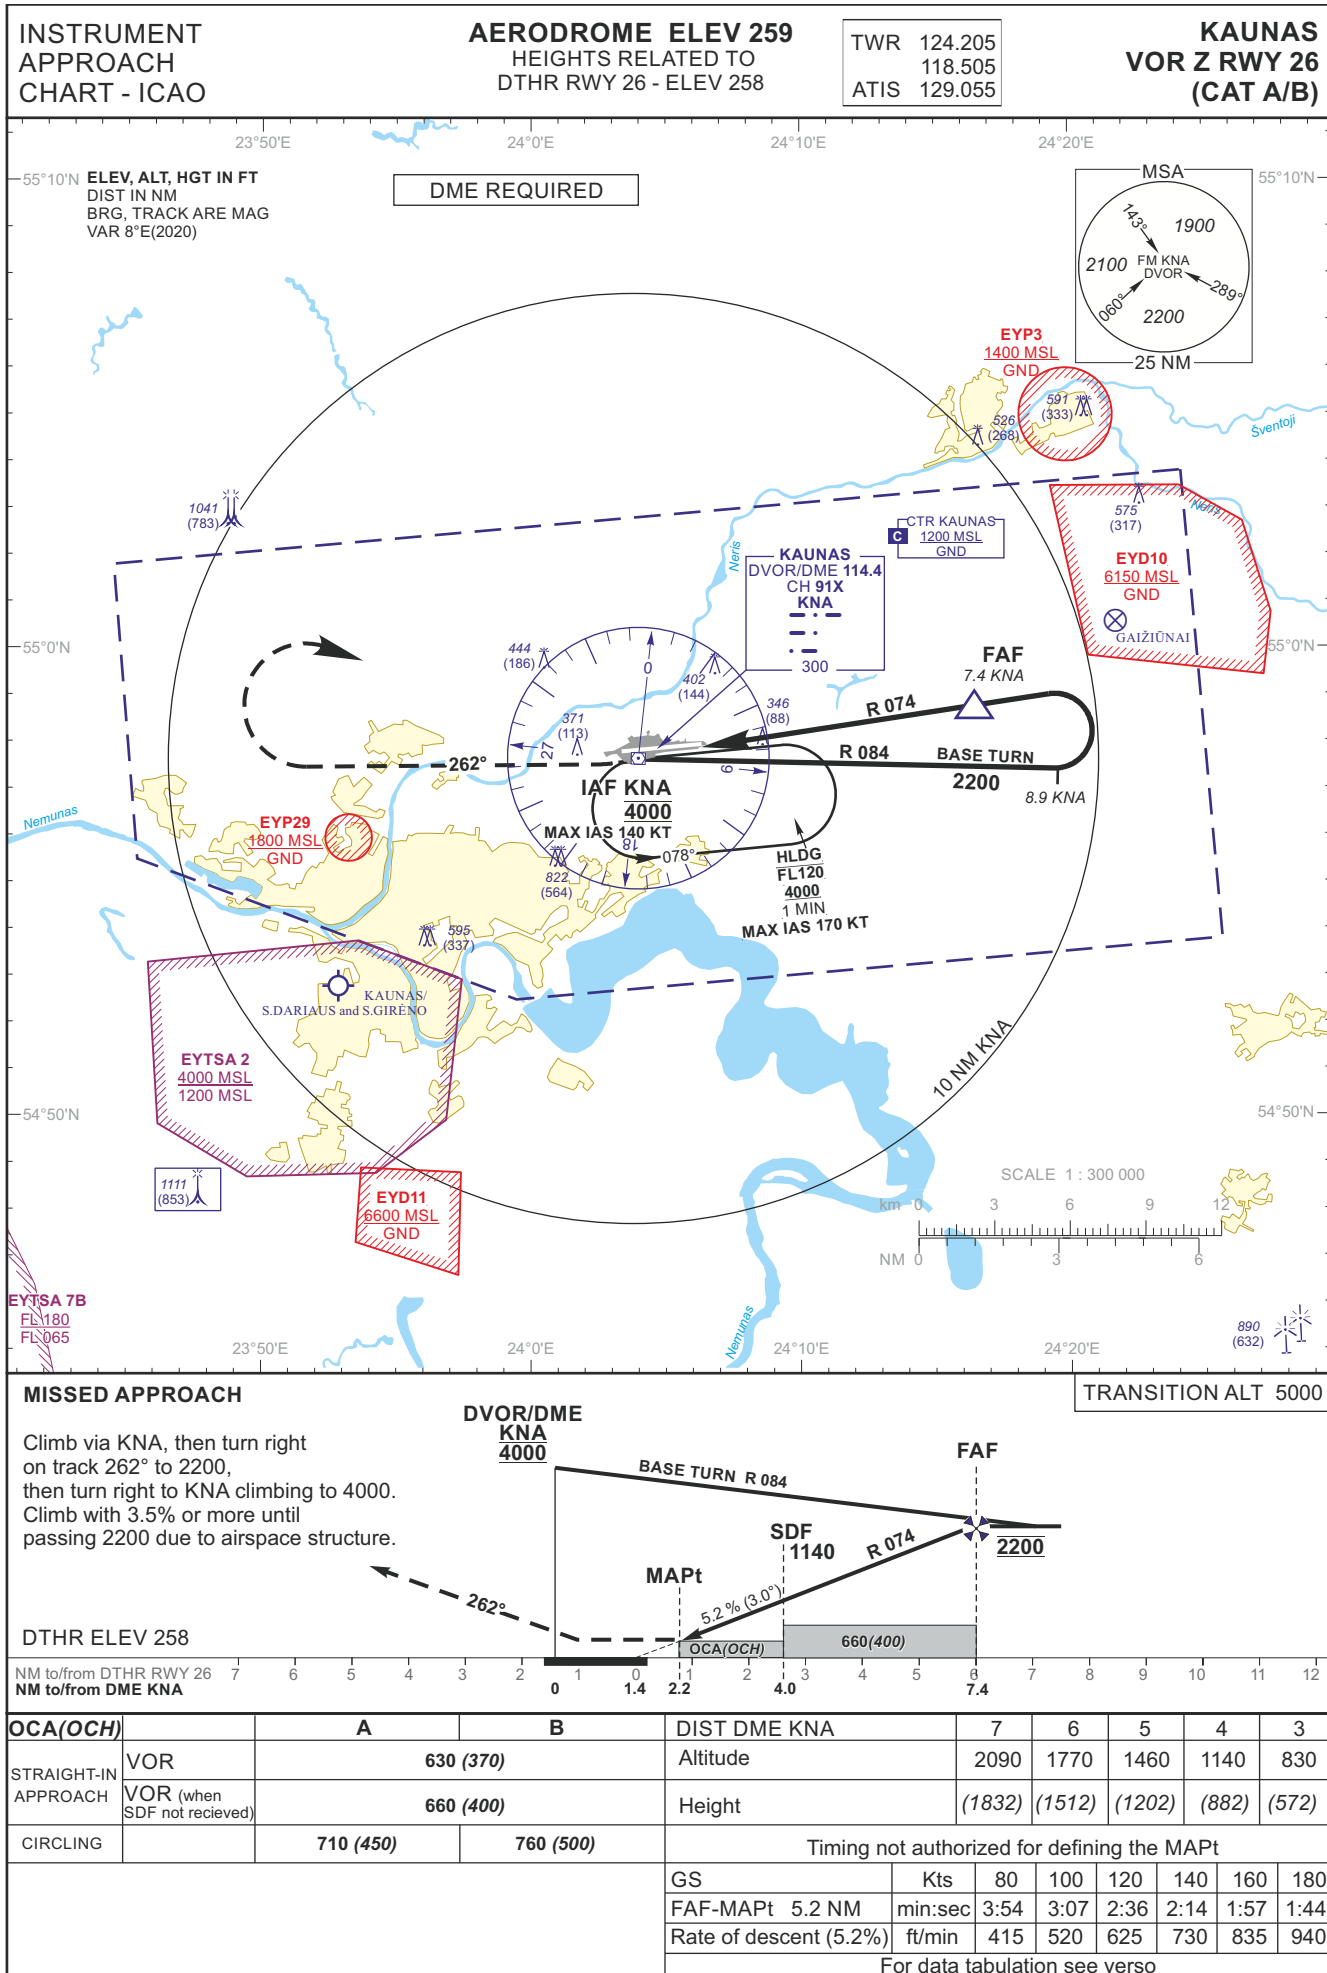 INSTRUMENT
APPROACH
CHART - ICAO
AERODROME ELEV 259
HEIGHTS RELATED TO
DTHR RWY 26 - ELEV 258
TWR 124.205
118.505
ATIS 129.055
KAUNAS
VOR Z RWY 26
(CAT A/B)
23°50'E 24°0'E 24°10'E 24°20'E
55°10'N
ELEV, ALT, HGT IN FT
DIST IN NM
BRG, TRACK ARE MAG
VAR 8°E(2020)
DME REQUIRED
55°10'N
MSA
143°
1900
2100
FM KNA
DVOR
289°
060°
2200
25 NM
EYP3
1400 MSL
GND
591
(333)
526
(268)
Šventoji
1041
(783)
575
(317)
Neris
C
CTR KAUNAS
1200 MSL
GND
Neris
KAUNAS
DVOR/DME 114.4
CH 91X
KNA
300
EYD10
6150 MSL
GND
GAIŽIŪNAI
55°0'N
55°0'N
444
(186)
0
402
(144)
FAF
7.4 KNA
346
(88)
R 074
371
(113)
27
9
18
R 084
BASE TURN
2200
8.9 KNA
262°
IAF KNA
4000
MAX IAS 140 KT
078°
HLDG
FL120
4000
1 MIN
MAX IAS 170 KT
Nemunas
EYP29
1800 MSL
GND
822
(564)
595
(337)
KAUNAS/
S.DARIAUS and S.GIRĖNO
EYTSA 2
4000 MSL
1200 MSL
10 NM KNA
54°50'N
54°50'N
1111
(853)
EYD11
6600 MSL
GND
SCALE 1 : 300 000
km 0 3 6 9 12
NM 0 3 6
EYTSA 7B
FL 180
FL 065
Nemunas
890
(632)
23°50'E 24°0'E 24°10'E 24°20'E
MISSED APPROACH
Climb via KNA, then turn right
on track 262° to 2200,
then turn right to KNA climbing to 4000.
Climb with 3.5% or more until
passing 2200 due to airspace structure.
TRANSITION ALT 5000
DVOR/DME
KNA
4000
BASE TURN R 084
FAF
SDF
1140
R 074
2200
MAPt
5.2 % (3.0°)
262°
OCA(OCH)
660(400)
DTHR ELEV 258
NM to/from DTHR RWY 26 7 6 5 4 3 2 1 0 1 2 3 4 5 6 7 8 9 10 11 12
NM to/from DME KNA 0 1.4 2.2 4.0 7.4
OCA(OCH) A B
STRAIGHT-IN
APPROACH
VOR 630 (370)
VOR (when
SDF not recieved)
660 (400)
CIRCLING 710 (450) 760 (500)
DIST DME KNA 7 6 5 4 3
Altitude 2090 1770 1460 1140 830
Height (1832) (1512) (1202) (882) (572)
Timing not authorized for defining the MAPt
GS Kts 80 100 120 140 160 180
FAF-MAPt 5.2 NM min:sec 3:54 3:07 2:36 2:14 1:57 1:44
Rate of descent (5.2%) ft/min 415 520 625 730 835 940
For data tabulation see verso